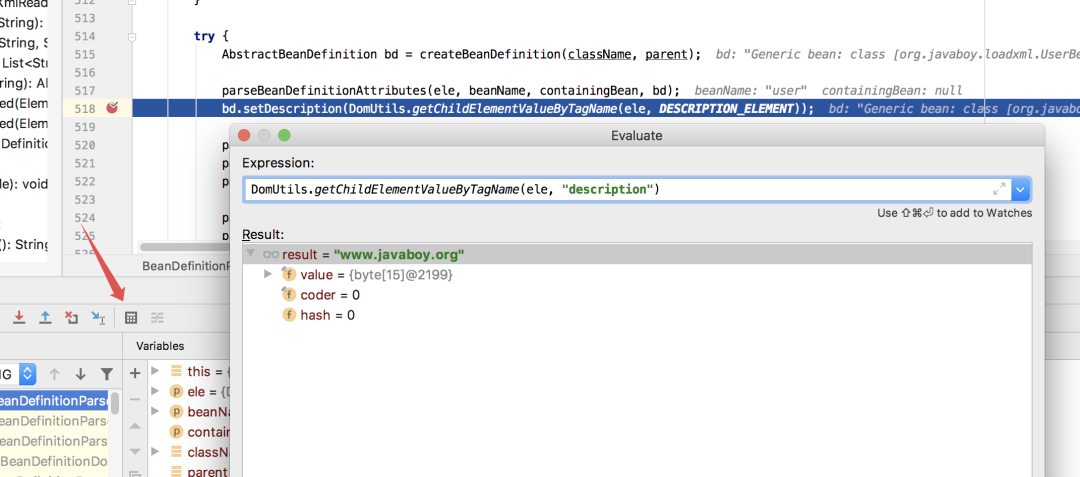 XmlRead
String):
String, S
List<Str
ring): Al
ed(Elem
ed(Elem
Definitio
le): void
(): String
512 }
513
514 try {
515 AbstractBeanDefinition bd = createBeanDefinition(className, parent); bd: "Generic bean: class [org.javaboy.loadxml.UserBe
516
517 parseBeanDefinitionAttributes(ele, beanName, containingBean, bd); beanName: "user" containingBean: null
518 bd.setDescription(DomUtils.getChildElementValueByTagName(ele, DESCRIPTION_ELEMENT)); bd: "Generic bean: class [org.javabo
519
520 p
521 p
522 p
523
524 p
525 p
526
BeanDefinitionP
Evaluate
Expression:
DomUtils.getChildElementValueByTagName(ele, "description")
Use ⇧⌘⏎ to add to Watches
Result:
result = "www.javaboy.org"
value = {byte[15]@2199}
coder = 0
hash = 0
Variables
NG
eanDefinitionPars
eanDefinitionPars
eanDefinitionPars
BeanDefinitionDo
this = {
ele = {D
beanNa
contain
classNa
parent